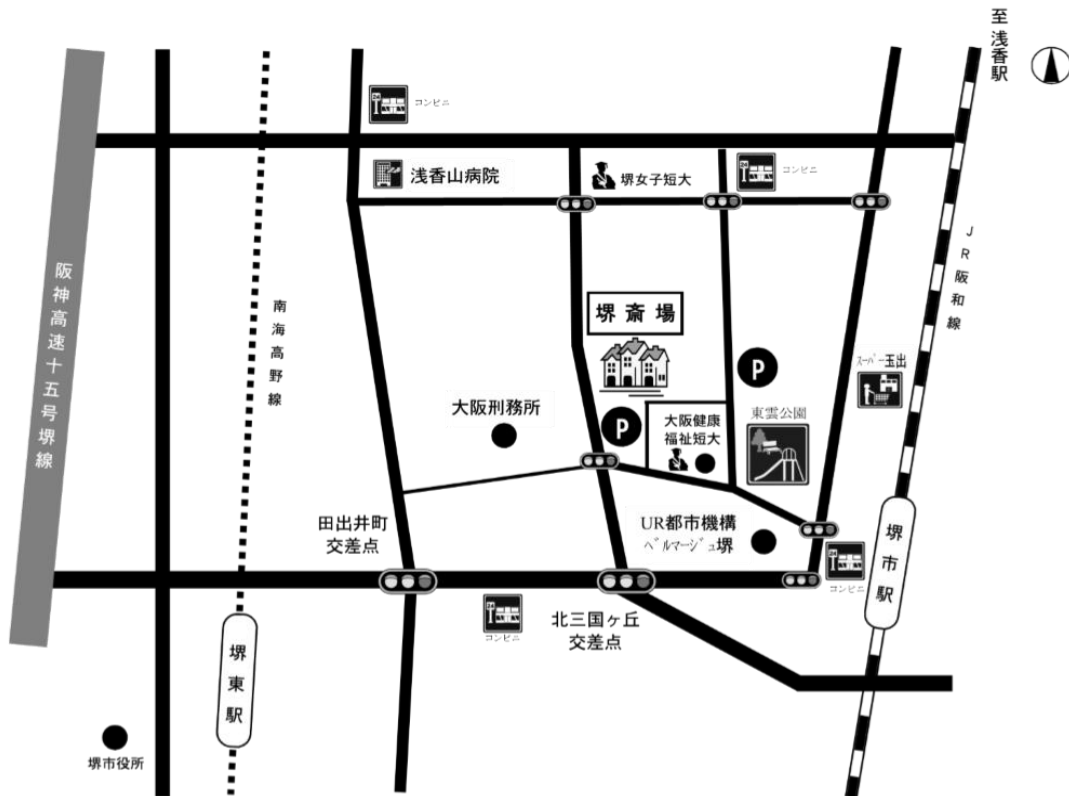 至浅香駅
コンビニ
浅香山病院
堺女子短大
コンビニ
JR阪和線
阪神高速十五号堺線
南海高野線
堺斎場
P
スーパー玉出
大阪刑務所
P
大阪健康
福祉短大
東雲公園
田出井町
交差点
UR都市機構
ベルマージュ堺
堺市駅
コンビニ
コンビニ
北三国ヶ丘
交差点
堺東駅
堺市役所